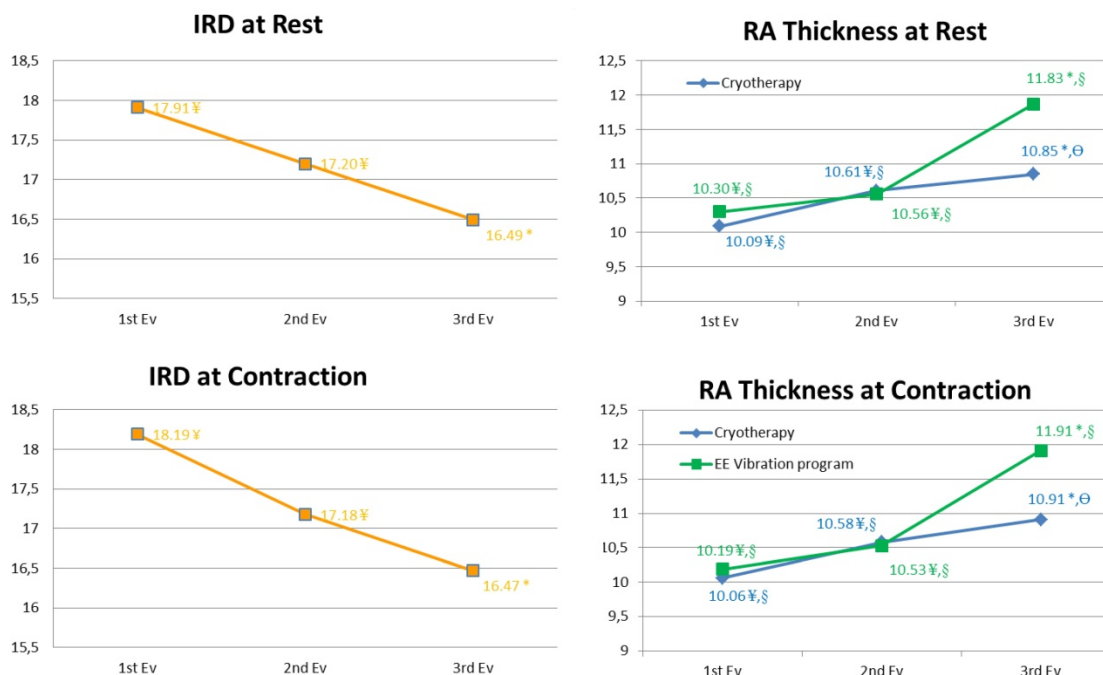 IRD at Rest
18,5
18
17,5
17
16,5
16
15,5
17.91 ¥
17.20 ¥
16.49 *
1st Ev
2nd Ev
3rd Ev
RA Thickness at Rest
12,5
12
11,5
11
10,5
10
9,5
9
Cryotherapy
11.83 *,§
10.85 *,Ө
10.61 ¥,§
10.30 ¥,§
10.56 ¥,§
10.09 ¥,§
1st Ev
2nd Ev
3rd Ev
IRD at Contraction
18,5
18
17,5
17
16,5
16
15,5
18.19 ¥
17.18 ¥
16.47 *
1st Ev
2nd Ev
3rd Ev
RA Thickness at Contraction
12,5
12
11,5
11
10,5
10
9,5
9
Cryotherapy
EE Vibration program
11.91 *,§
10.91 *,Ө
10.58 ¥,§
10.19 ¥,§
10.53 ¥,§
10.06 ¥,§
1st Ev
2nd Ev
3rd Ev